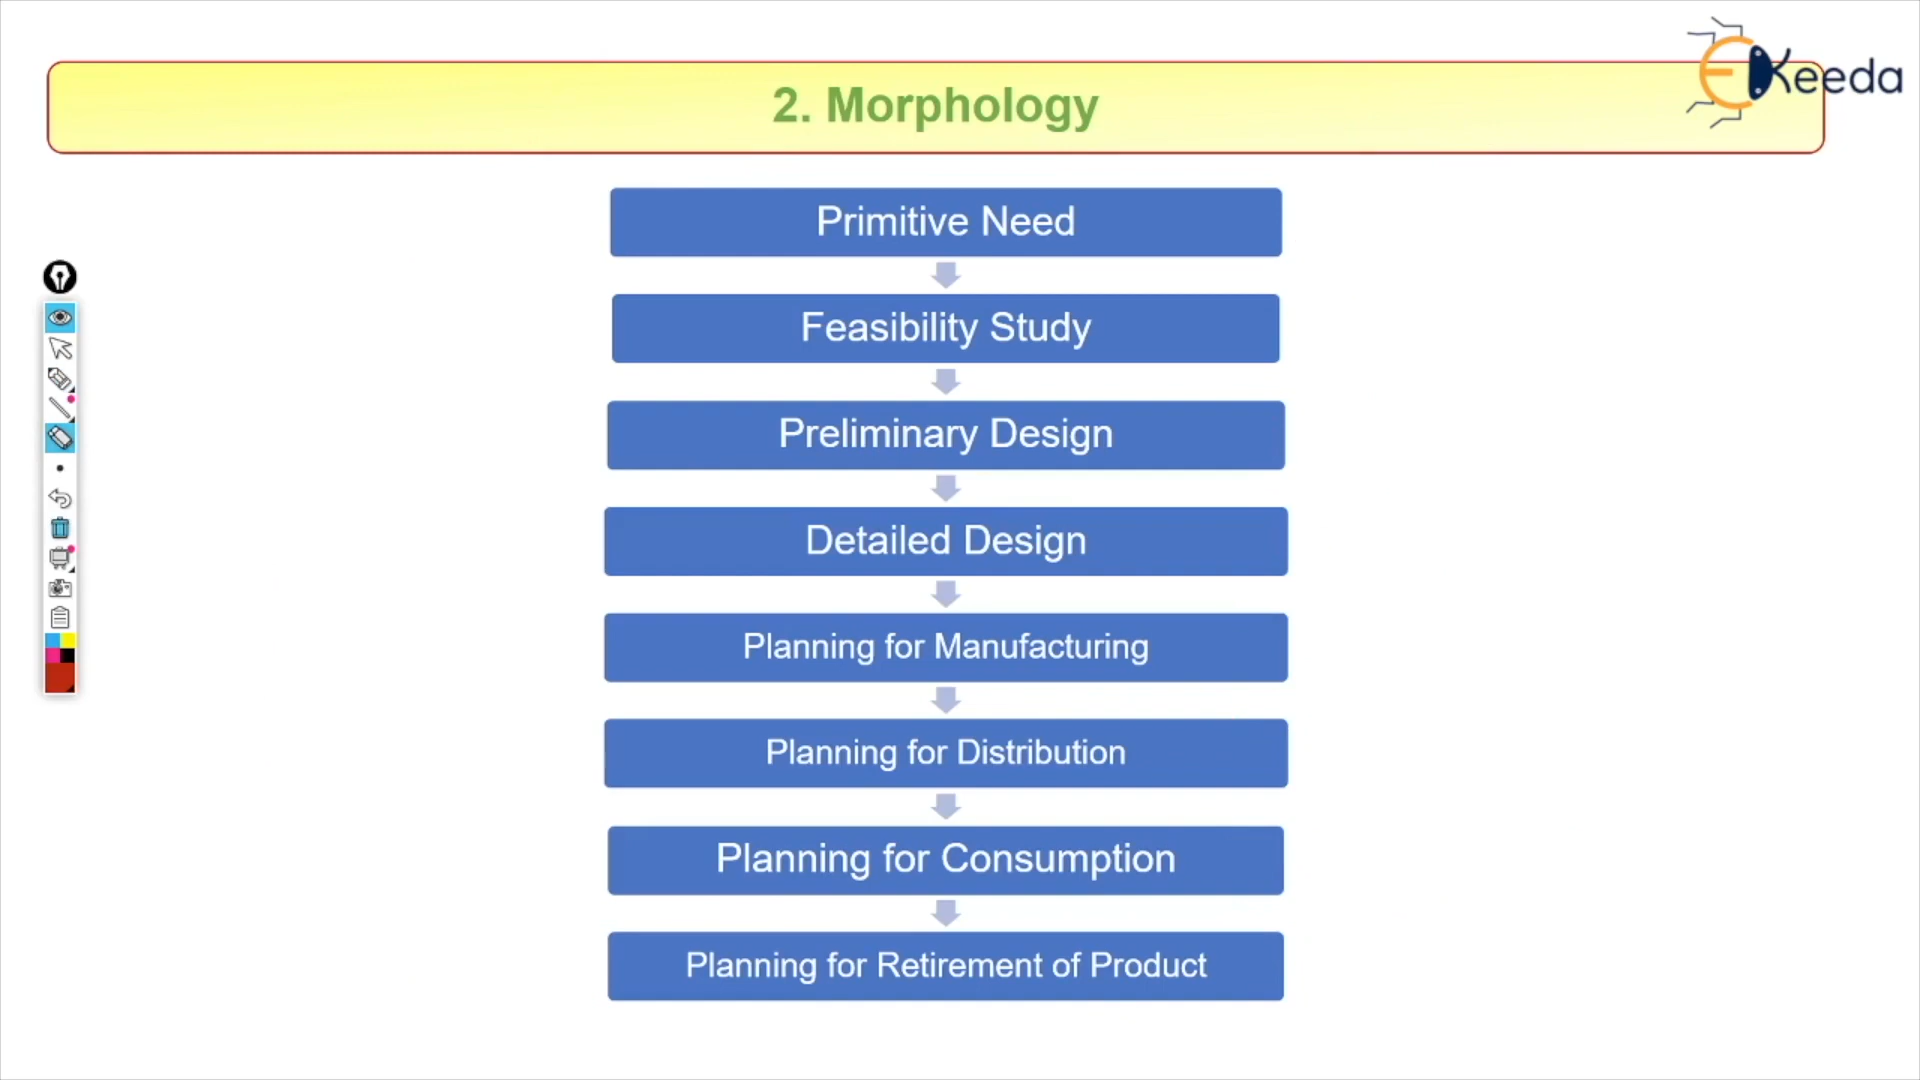 EKeeda
2. Morphology
Primitive Need
Feasibility Study
Preliminary Design
Detailed Design
Planning for Manufacturing
Planning for Distribution
Planning for Consumption
Planning for Retirement of Product